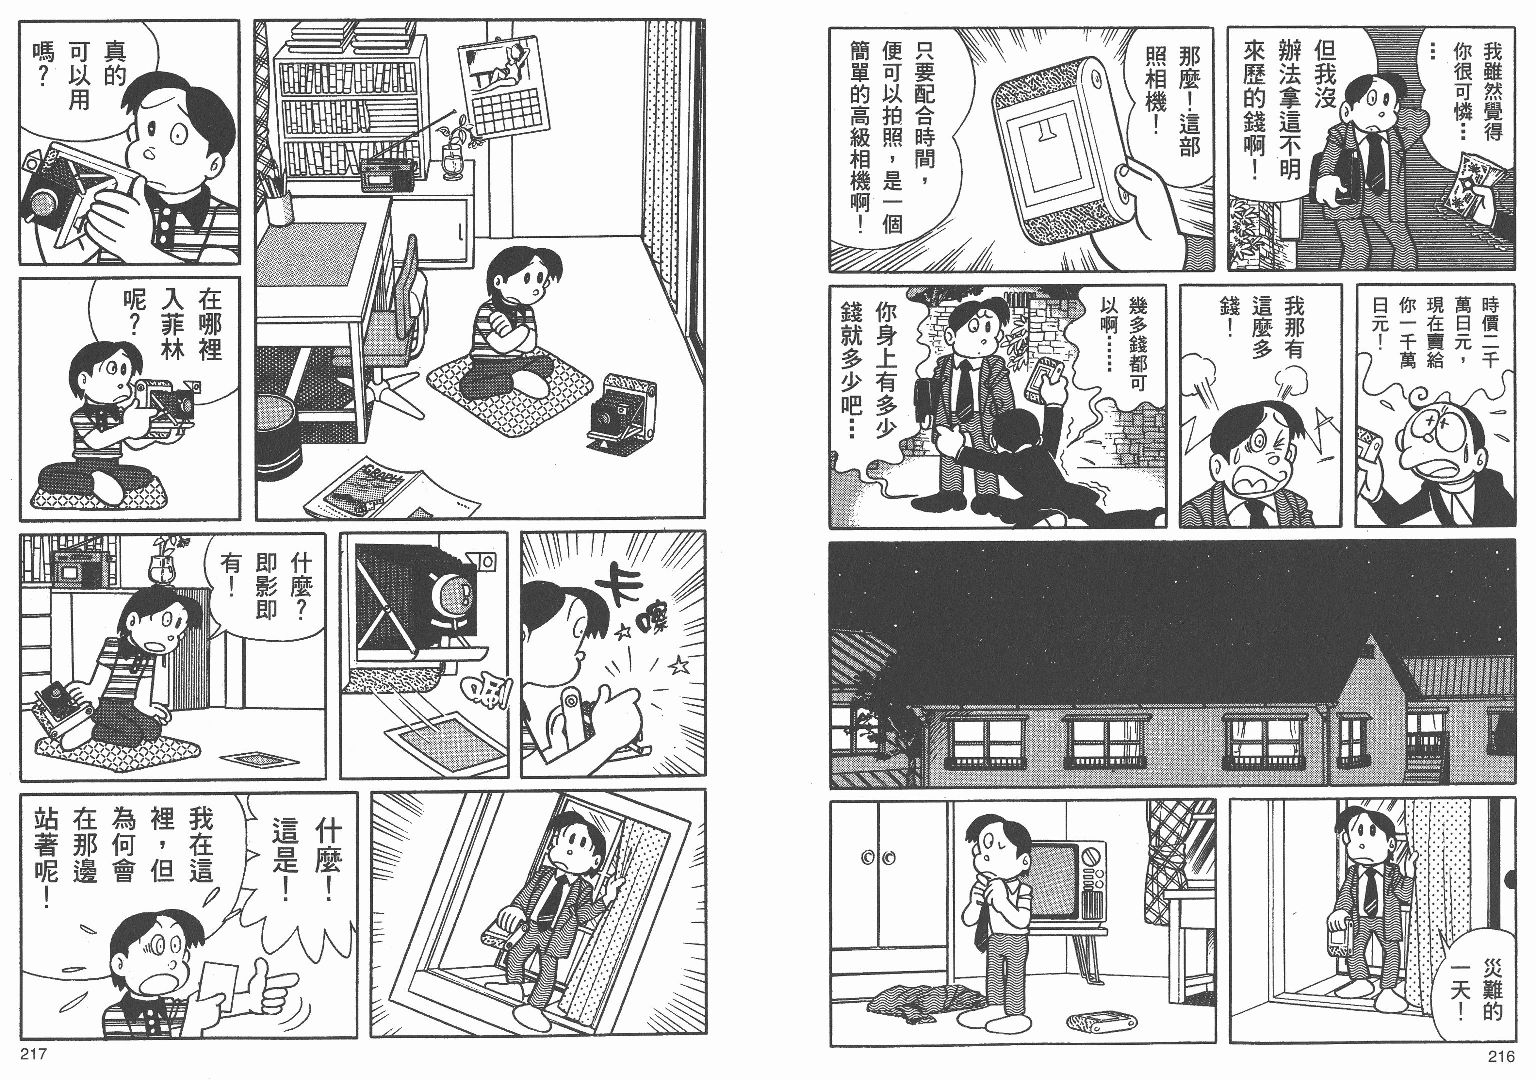 我雖然覺得
你很可憐…
…
但我沒
辦法拿這不明
來歷的錢啊！
那麼！這部
照相機！
只要配合時間，
便可以拍照，是一個
簡單的高級相機啊！
時價二千
萬日元，
現在賣給
你一千萬
日元！
我那有
這麼多
錢！
幾多錢都可
以啊……
你身上有多少
錢就多少吧…
災難的
一天！
216
真的
可以用
嗎？
在哪裡
入菲林
呢？
卡
嚓
什麼？
即影即
有！
什麼！
這是！
我在這
裡，但
為何會
在那邊
站著呢！
217